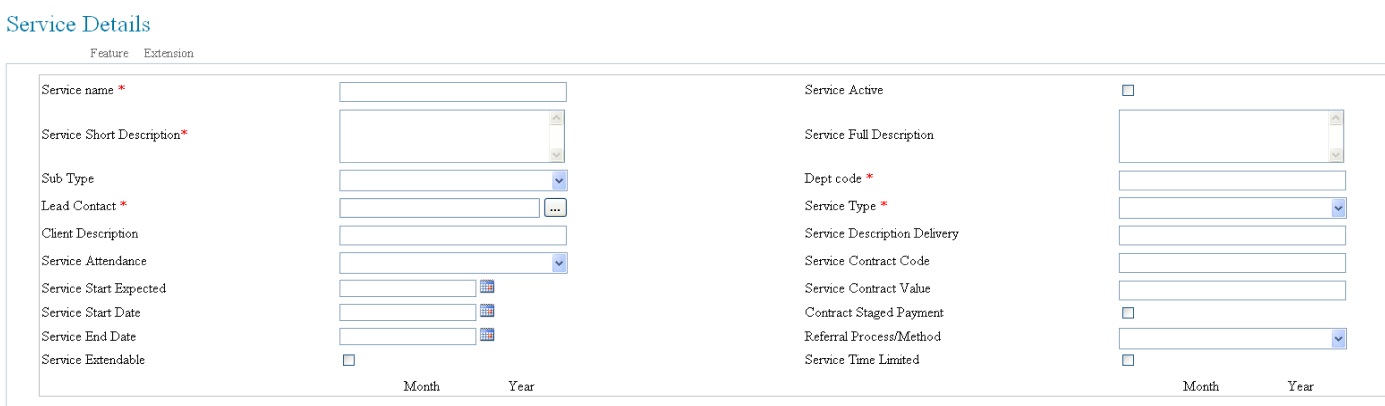 Service Details
Feature Extension
Service name * Service Active
Service Short Description* Service Full Description
Sub Type Dept code *
Lead Contact * ... Service Type *
Client Description Service Description Delivery
Service Attendance Service Contract Code
Service Start Expected Service Contract Value
Service Start Date Contract Staged Payment
Service End Date Referral Process/Method
Service Extendable Service Time Limited
Month Year Month Year